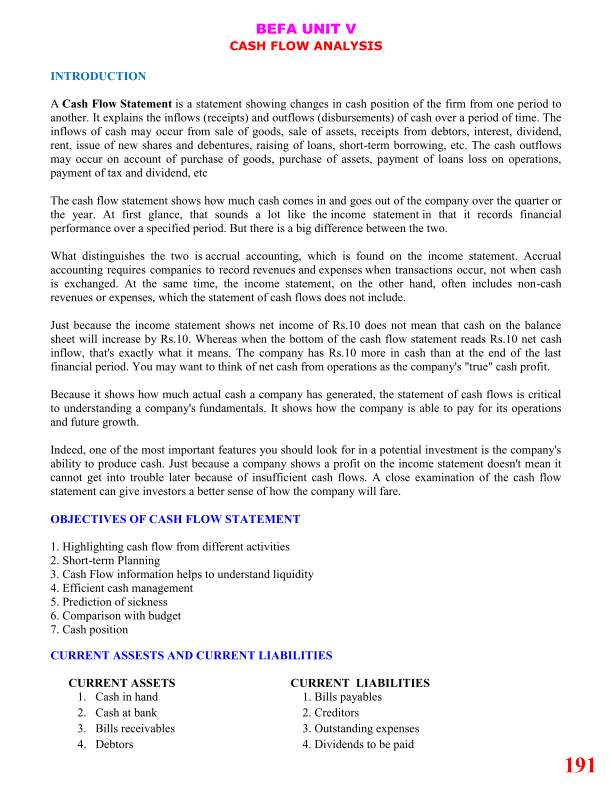 BEFA UNIT V
CASH FLOW ANALYSIS
INTRODUCTION
A Cash Flow Statement is a statement showing changes in cash position of the firm from one period to
another. It explains the inflows (receipts) and outflows (disbursements) of cash over a period of time. The
inflows of cash may occur from sale of goods, sale of assets, receipts from debtors, interest, dividend,
rent, issue of new shares and debentures, raising of loans, short-term borrowing, etc. The cash outflows
may occur on account of purchase of goods, purchase of assets, payment of loans loss on operations,
payment of tax and dividend, etc
The cash flow statement shows how much cash comes in and goes out of the company over the quarter or
the year. At first glance, that sounds a lot like the income statement in that it records financial
performance over a specified period. But there is a big difference between the two.
What distinguishes the two is accrual accounting, which is found on the income statement. Accrual
accounting requires companies to record revenues and expenses when transactions occur, not when cash
is exchanged. At the same time, the income statement, on the other hand, often includes non-cash
revenues or expenses, which the statement of cash flows does not include.
Just because the income statement shows net income of Rs.10 does not mean that cash on the balance
sheet will increase by Rs.10. Whereas when the bottom of the cash flow statement reads Rs.10 net cash
inflow, that's exactly what it means. The company has Rs.10 more in cash than at the end of the last
financial period. You may want to think of net cash from operations as the company's "true" cash profit.
Because it shows how much actual cash a company has generated, the statement of cash flows is critical
to understanding a company's fundamentals. It shows how the company is able to pay for its operations
and future growth.
Indeed, one of the most important features you should look for in a potential investment is the company's
ability to produce cash. Just because a company shows a profit on the income statement doesn't mean it
cannot get into trouble later because of insufficient cash flows. A close examination of the cash flow
statement can give investors a better sense of how the company will fare.
OBJECTIVES OF CASH FLOW STATEMENT
1. Highlighting cash flow from different activities
2. Short-term Planning
3. Cash Flow information helps to understand liquidity
4. Efficient cash management
5. Prediction of sickness
6. Comparison with budget
7. Cash position
CURRENT ASSESTS AND CURRENT LIABILITIES
CURRENT ASSETS
1. Cash in hand
2. Cash at bank
3. Bills receivables
4. Debtors
CURRENT LIABILITIES
1. Bills payables
2. Creditors
3. Outstanding expenses
4. Dividends to be paid
191